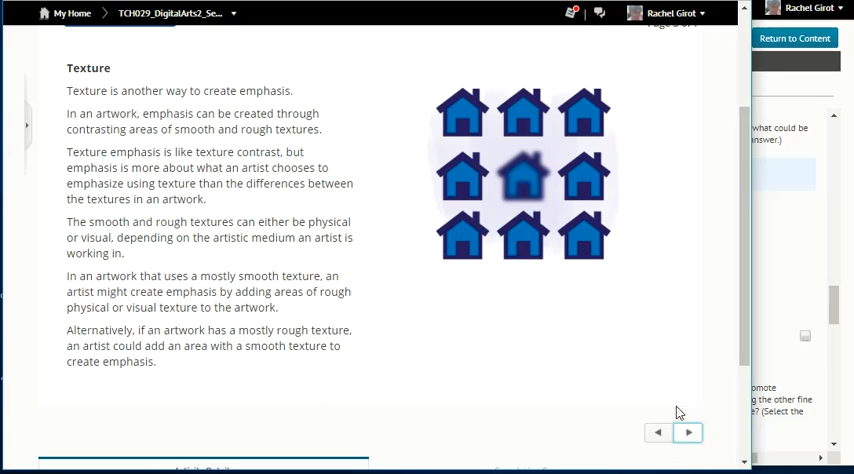 My Home TCH029_DigitalArts2_Se... Rachel Girot
Rachel Girot
Return to Content
Texture
Texture is another way to create emphasis.
In an artwork, emphasis can be created through
contrasting areas of smooth and rough textures.
Texture emphasis is like texture contrast, but
emphasis is more about what an artist chooses to
emphasize using texture than the differences between
the textures in an artwork.
The smooth and rough textures can either be physical
or visual, depending on the artistic medium an artist is
working in.
In an artwork that uses a mostly smooth texture, an
artist might create emphasis by adding areas of rough
physical or visual texture to the artwork.
Alternatively, if an artwork has a mostly rough texture,
an artist could add an area with a smooth texture to
create emphasis.
what could be
answer.)
omote
g the other fine
e? (Select the